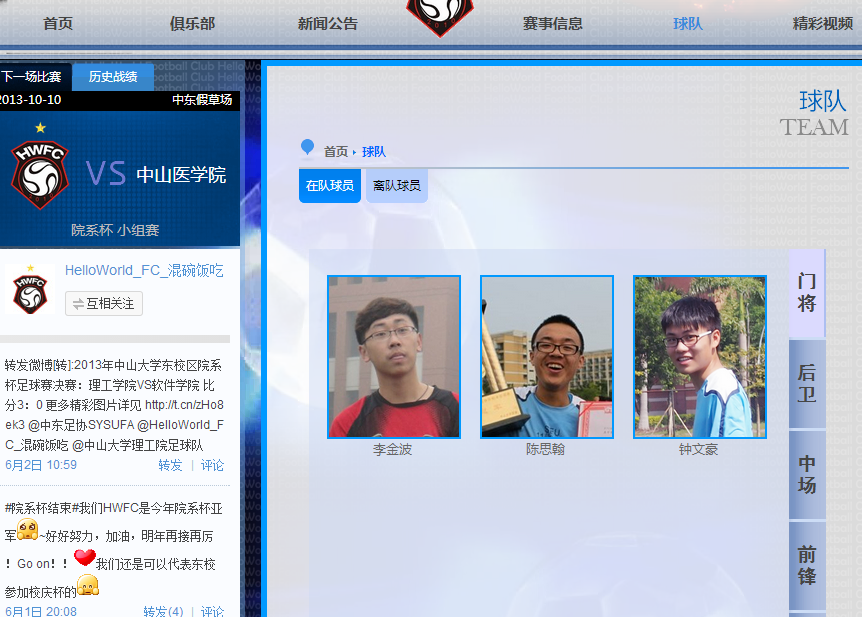 首页 俱乐部 新闻公告 赛事信息 球队 精彩视频
下一场比赛 历史战绩
2013-10-10 中东假草场
HWFC
VS 中山医学院
院系杯 小组赛
HelloWorld_FC_混碗饭吃
HWFC
互相关注
转发微博[转]:2013年中山大学东校区院系
杯足球赛决赛：理工学院VS软件学院 比
分3：0 更多精彩图片详见 http://t.cn/zHo8
ek3 @中东足协SYSUFA @HelloWorld_F
C_混碗饭吃 @中山大学理工院足球队
6月2日 10:59 转发 | 评论
#院系杯结束#我们HWFC是今年院系杯亚
军~好好努力，加油，明年再接再厉
！Go on！！我们还是可以代表东校
参加校庆杯的
6月1日 20:08 转发(4) | 评论
球队
TEAM
首页 球队
在队球员 离队球员
李金波 陈思翰 钟文豪
门将
后卫
中场
前锋